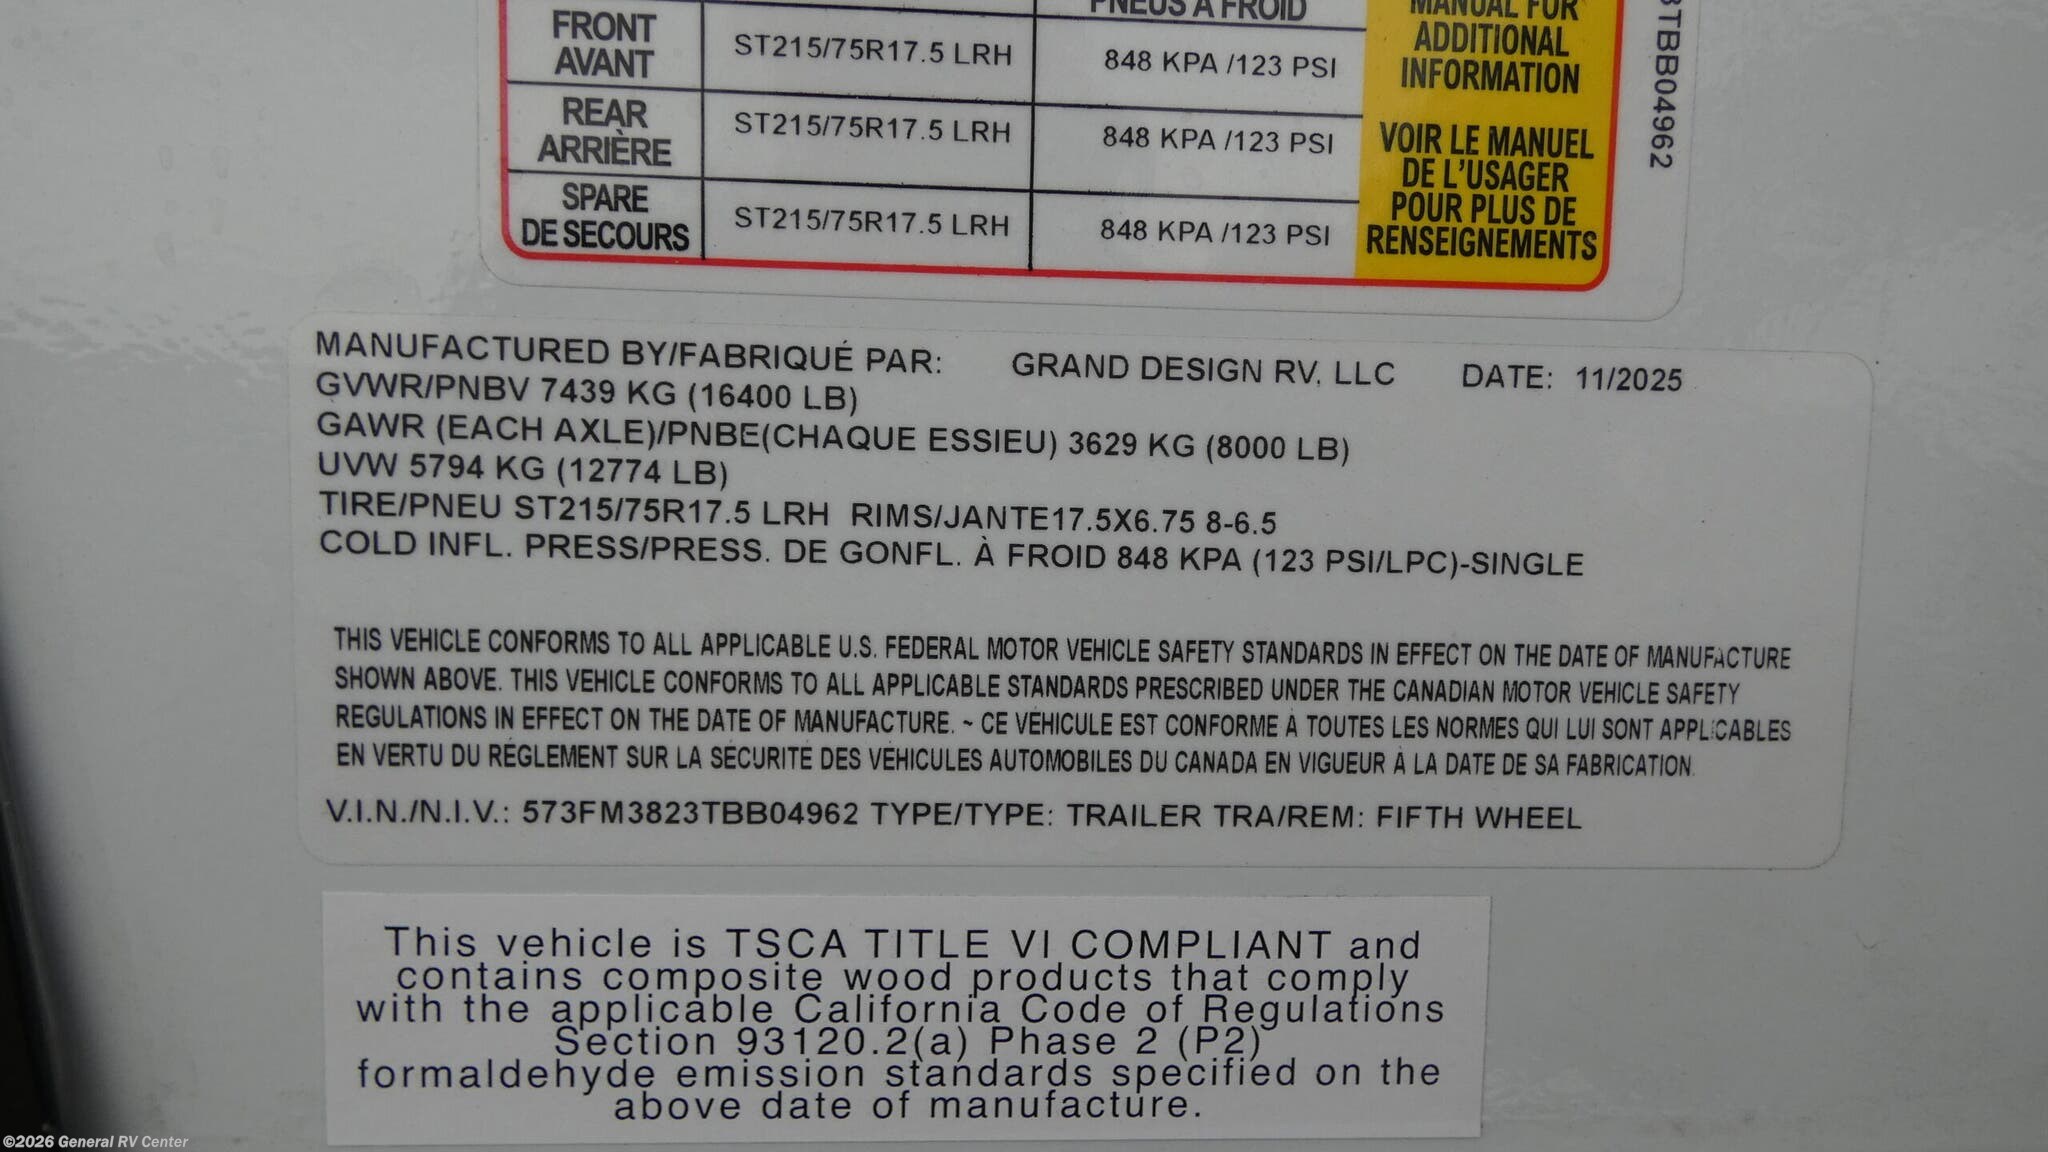 PNEUS À FROID
MANUAL FOR
ADDITIONAL
INFORMATION
FRONT
AVANT
ST215/75R17.5 LRH
848 KPA /123 PSI
REAR
ARRIÈRE
ST215/75R17.5 LRH
848 KPA /123 PSI
SPARE
DE SECOURS
ST215/75R17.5 LRH
848 KPA /123 PSI
VOIR LE MANUEL
DE L'USAGER
POUR PLUS DE
RENSEIGNEMENTS
3TBB04962
MANUFACTURED BY/FABRIQUÉ PAR: GRAND DESIGN RV, LLC DATE: 11/2025
GVWR/PNBV 7439 KG (16400 LB)
GAWR (EACH AXLE)/PNBE(CHAQUE ESSIEU) 3629 KG (8000 LB)
UVW 5794 KG (12774 LB)
TIRE/PNEU ST215/75R17.5 LRH RIMS/JANTE17.5X6.75 8-6.5
COLD INFL. PRESS/PRESS. DE GONFL. À FROID 848 KPA (123 PSI/LPC)-SINGLE
THIS VEHICLE CONFORMS TO ALL APPLICABLE U.S. FEDERAL MOTOR VEHICLE SAFETY STANDARDS IN EFFECT ON THE DATE OF MANUFACTURE
SHOWN ABOVE. THIS VEHICLE CONFORMS TO ALL APPLICABLE STANDARDS PRESCRIBED UNDER THE CANADIAN MOTOR VEHICLE SAFETY
REGULATIONS IN EFFECT ON THE DATE OF MANUFACTURE. ~ CE VÉHICULE EST CONFORME À TOUTES LES NORMES QUI LUI SONT APPLICABLES
EN VERTU DU RÈGLEMENT SUR LA SÉCURITÉ DES VÉHICULES AUTOMOBILES DU CANADA EN VIGUEUR À LA DATE DE SA FABRICATION.
V.I.N./N.I.V.: 573FM3823TBB04962 TYPE/TYPE: TRAILER TRA/REM: FIFTH WHEEL
This vehicle is TSCA TITLE VI COMPLIANT and
contains composite wood products that comply
with the applicable California Code of Regulations
Section 93120.2(a) Phase 2 (P2)
formaldehyde emission standards specified on the
above date of manufacture.
©2026 General RV Center